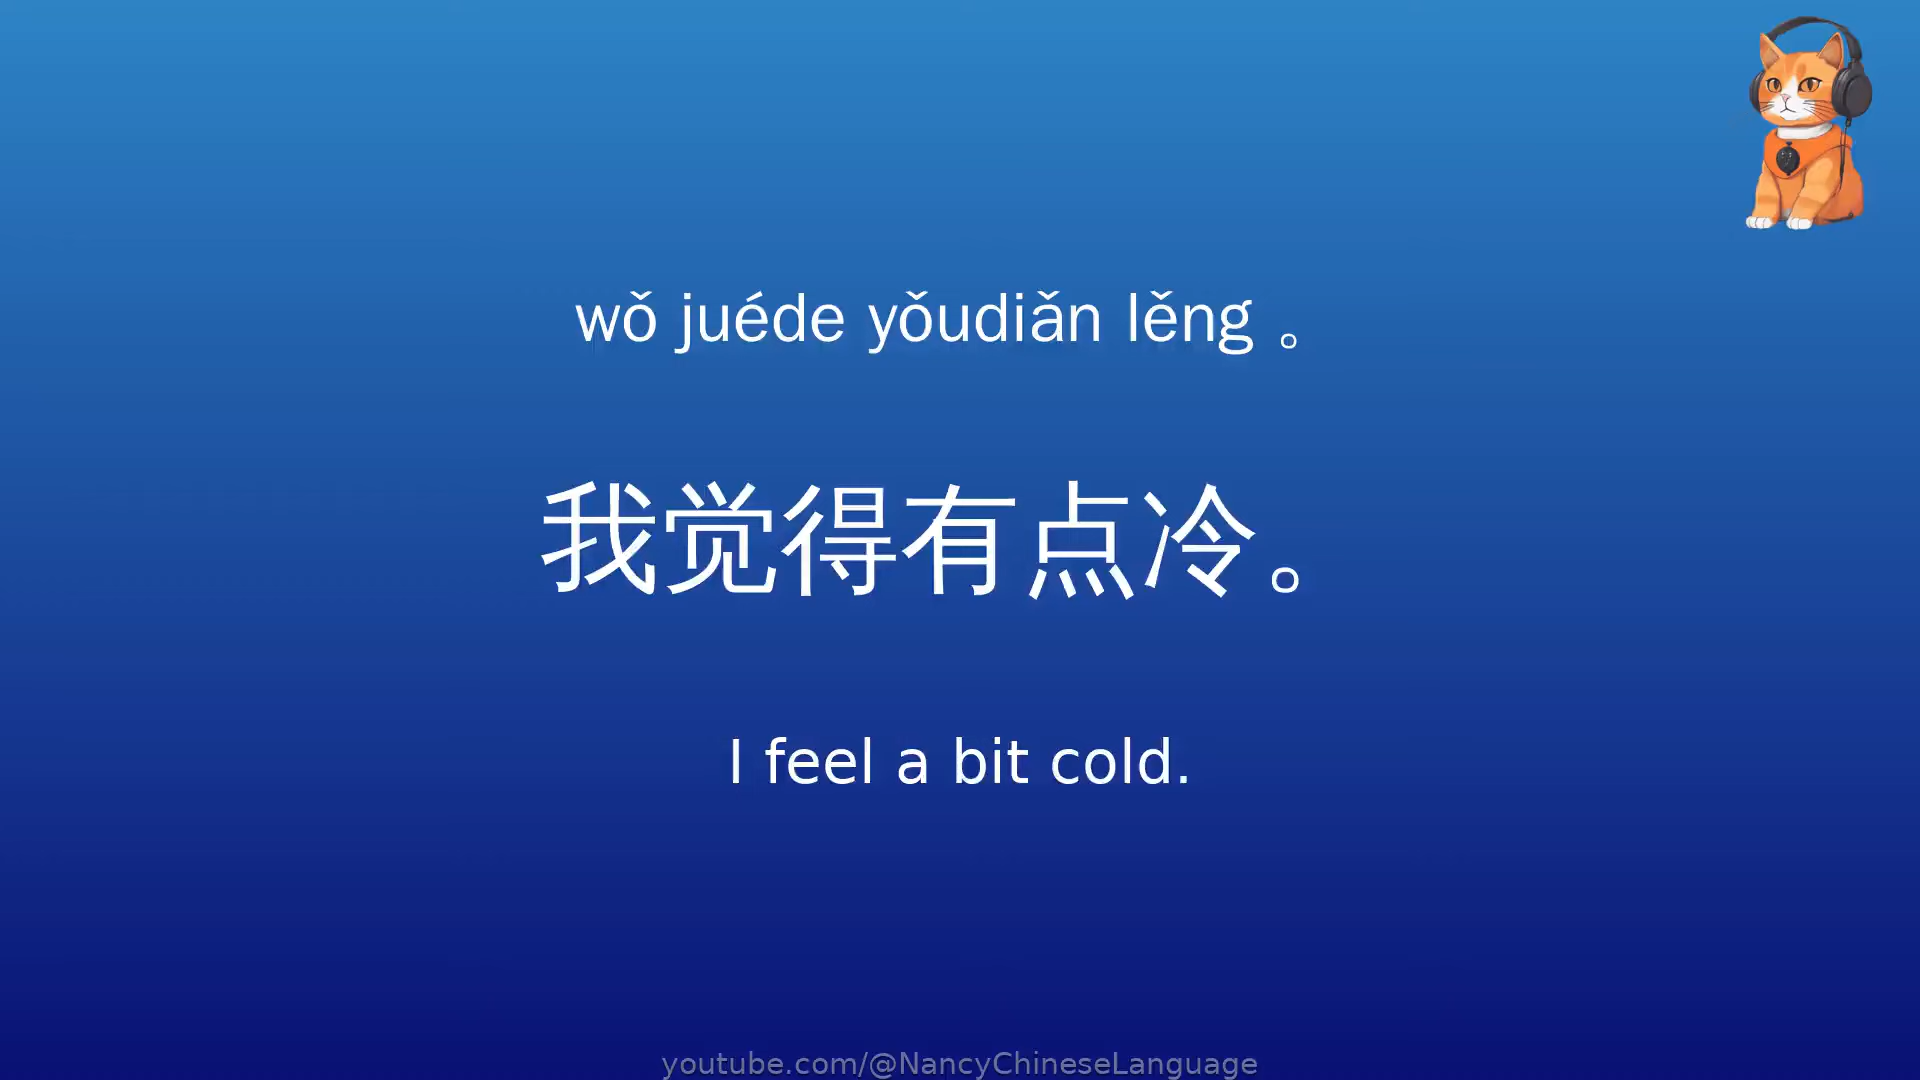 wǒ juéde yǒudiǎn lěng 。
我觉得有点冷。
I feel a bit cold.
youtube.com/@NancyChineseLanguage